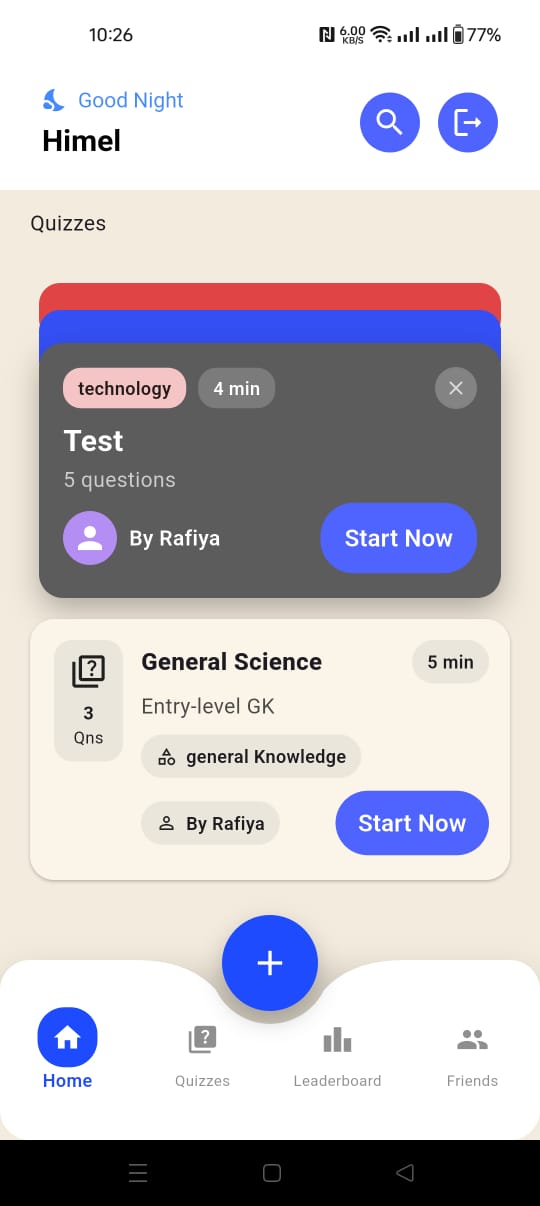 10:26 6.00 KB/S 77%
Good Night
Himel
Quizzes
technology 4 min
Test
5 questions
By Rafiya Start Now
General Science 5 min
3
Qns
Entry-level GK
general Knowledge
By Rafiya Start Now
Home Quizzes Leaderboard Friends